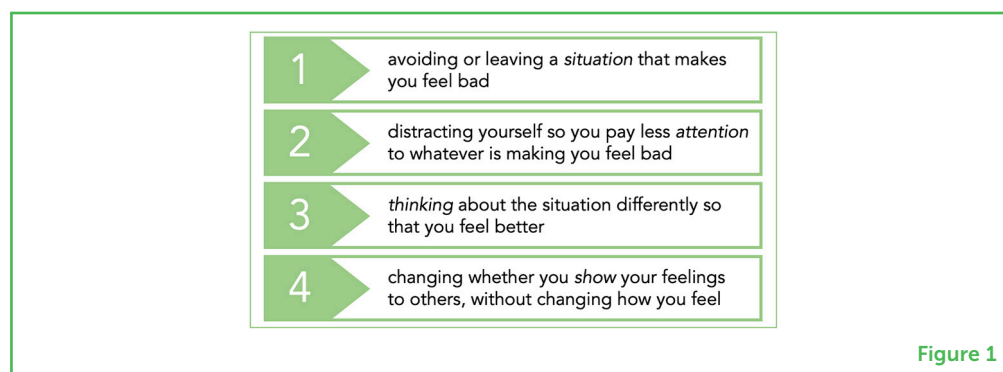 1
avoiding or leaving a situation that makes
you feel bad
2
distracting yourself so you pay less attention
to whatever is making you feel bad
3
thinking about the situation differently so
that you feel better
4
changing whether you show your feelings
to others, without changing how you feel
Figure 1